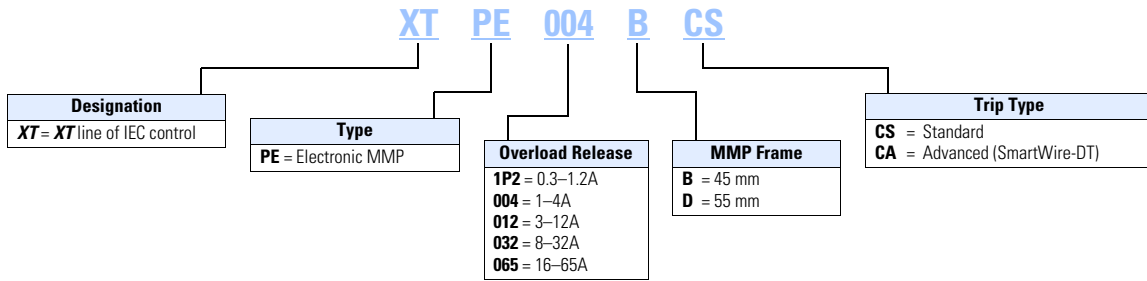 XT PE 004 B CS
Designation
XT = XT line of IEC control
Type
PE = Electronic MMP
Overload Release
1P2 = 0.3–1.2A
004 = 1–4A
012 = 3–12A
032 = 8–32A
065 = 16–65A
MMP Frame
B = 45 mm
D = 55 mm
Trip Type
CS = Standard
CA = Advanced (SmartWire-DT)